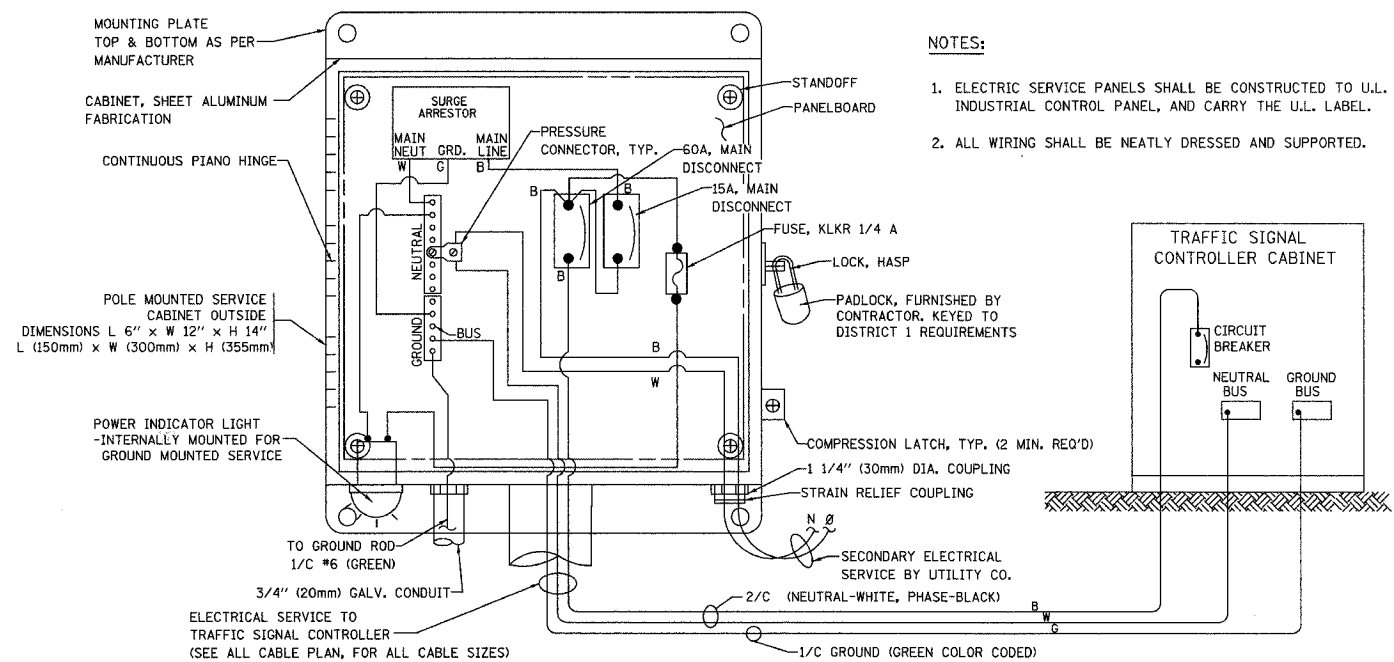 MOUNTING PLATE
TOP & BOTTOM AS PER
MANUFACTURER
CABINET, SHEET ALUMINUM
FABRICATION
CONTINUOUS PIANO HINGE
POLE MOUNTED SERVICE
CABINET OUTSIDE
DIMENSIONS L 6" x W 12" x H 14"
L (150mm) x W (300mm) x H (355mm)
POWER INDICATOR LIGHT
-INTERNALLY MOUNTED FOR
GROUND MOUNTED SERVICE
SURGE
ARRESTOR
MAIN
NEUT
GRD.
MAIN
LINE
W
G
B
NEUTRAL
GROUND
BUS
PRESSURE
CONNECTOR, TYP.
60A, MAIN
DISCONNECT
15A, MAIN
DISCONNECT
B
B
B
FUSE, KLKR 1/4 A
STANDOFF
PANELBOARD
LOCK, HASP
PADLOCK, FURNISHED BY
CONTRACTOR. KEYED TO
DISTRICT 1 REQUIREMENTS
B
W
COMPRESSION LATCH, TYP. (2 MIN. REQ'D)
1 1/4" (30mm) DIA. COUPLING
STRAIN RELIEF COUPLING
N Ø
SECONDARY ELECTRICAL
SERVICE BY UTILITY CO.
TO GROUND ROD
1/C #6 (GREEN)
3/4" (20mm) GALV. CONDUIT
ELECTRICAL SERVICE TO
TRAFFIC SIGNAL CONTROLLER
(SEE ALL CABLE PLAN, FOR ALL CABLE SIZES)
2/C (NEUTRAL-WHITE, PHASE-BLACK)
B
W
G
1/C GROUND (GREEN COLOR CODED)
NOTES:
1. ELECTRIC SERVICE PANELS SHALL BE CONSTRUCTED TO U.L.
INDUSTRIAL CONTROL PANEL, AND CARRY THE U.L. LABEL.
2. ALL WIRING SHALL BE NEATLY DRESSED AND SUPPORTED.
TRAFFIC SIGNAL
CONTROLLER CABINET
CIRCUIT
BREAKER
NEUTRAL
BUS
GROUND
BUS